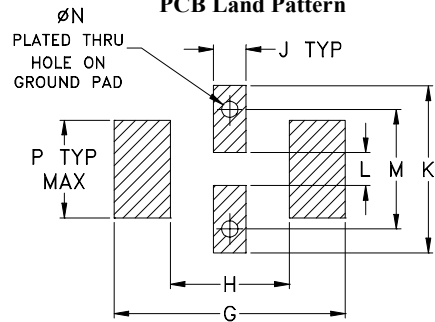 PCB Land Pattern
øN
PLATED THRU
HOLE ON
GROUND PAD
J TYP
P TYP
MAX
L
M
K
H
G